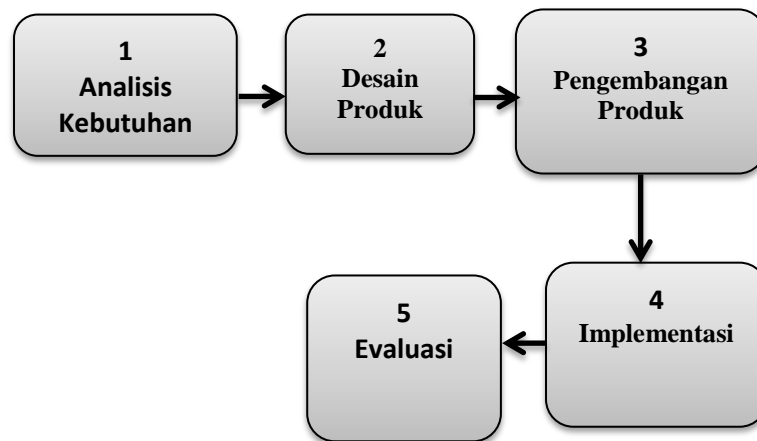 1
Analisis
Kebutuhan
2
Desain
Produk
3
Pengembangan
Produk
4
Implementasi
5
Evaluasi